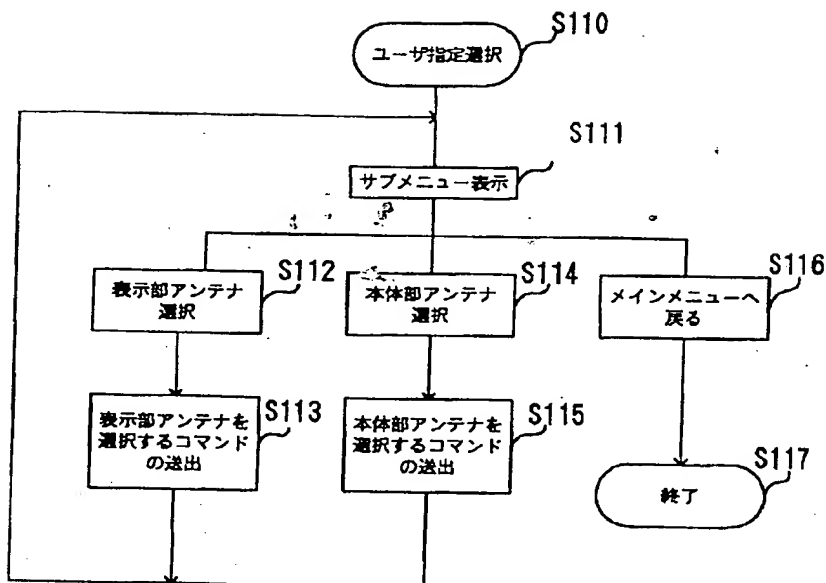 S110
ユーザ指定選択
S111
サブメニュー表示
S112
表示部アンテナ
選択
S114
本体部アンテナ
選択
S116
メインメニューへ
戻る
S113
表示部アンテナを
選択するコマンド
の送出
S115
本体部アンテナを
選択するコマンド
の送出
S117
終了